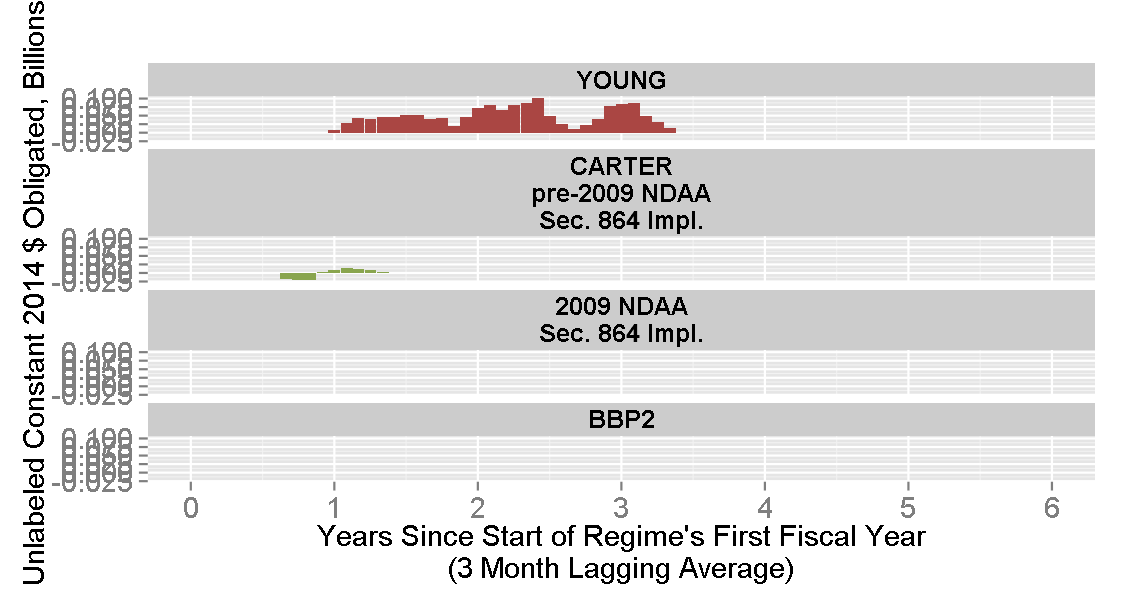 Unlabeled Constant 2014 $ Obligated, Billions
YOUNG
0.100
-0.025
CARTER
pre-2009 NDAA
Sec. 864 Impl.
0.100
-0.025
2009 NDAA
Sec. 864 Impl.
0.100
-0.025
BBP2
0.100
-0.025
0 1 2 3 4 5 6
Years Since Start of Regime's First Fiscal Year
(3 Month Lagging Average)